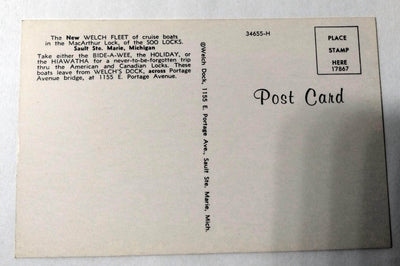 The New WELCH FLEET of cruise boats
in the MacArthur Lock, of the SOO LOCKS.
Sault Ste. Marie, Michigan
Take either the BIDE-A-WEE, the HOLIDAY, or
the HIAWATHA for a never-to-be-forgotten trip
thru the American and Canadian Locks. These
boats leave from WELCH'S DOCK, across Portage
Avenue bridge, at 1155 E. Portage Avenue.
©Welch Dock, 1155 E. Portage Ave., Sault Ste. Marie, Mich.
34655-H
PLACE
STAMP
HERE
17867
Post Card